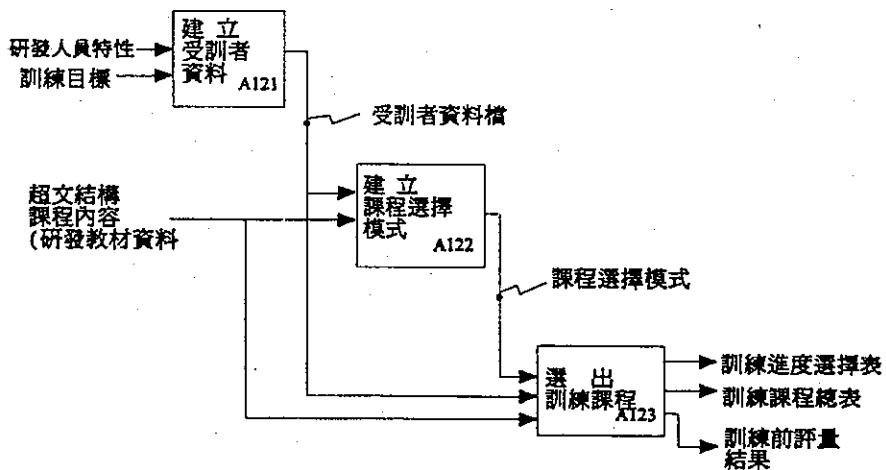 建 立
受訓者
資料
A121
研發人員特性
訓練目標
受訓者資料檔
超文結構
課程內容
(研發教材資料
建 立
課程選擇
模式
A122
課程選擇模式
選 出
訓練課程
A123
訓練進度選擇表
訓練課程總表
訓練前評量
結果